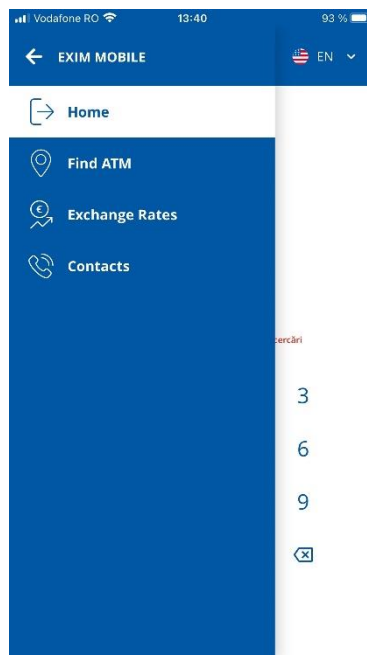 Vodafone RO 13:40 93 %
EXIM MOBILE EN
Home
Find ATM
Exchange Rates
Contacts
cercări
3
6
9